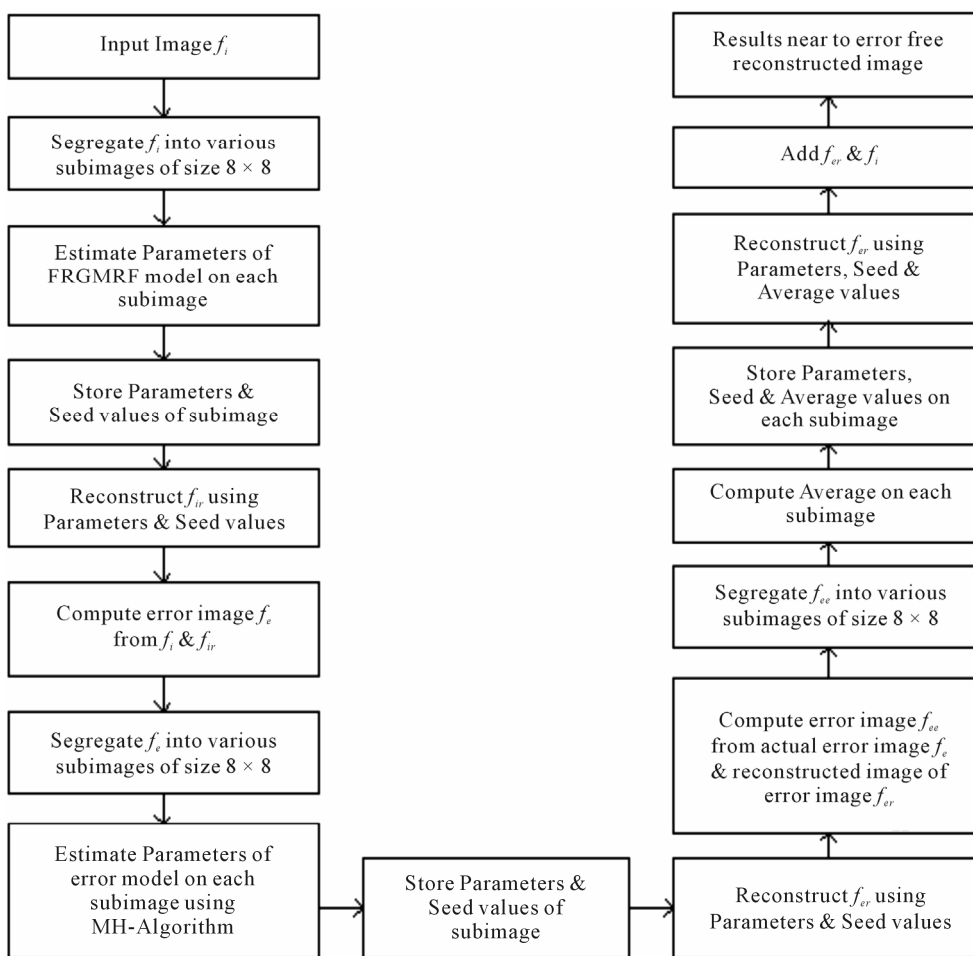 Input Image f_i
Segregate f_i into various
subimages of size 8 × 8
Estimate Parameters of
FRGMRF model on each
subimage
Store Parameters &
Seed values of subimage
Reconstruct f_ir using
Parameters & Seed values
Compute error image f_e
from f_i & f_ir
Segregate f_e into various
subimages of size 8 × 8
Estimate Parameters of
error model on each
subimage using
MH-Algorithm
Store Parameters &
Seed values of
subimage
Reconstruct f_er using
Parameters & Seed values
Compute error image f_ee
from actual error image f_e
& reconstructed image of
error image f_er
Segregate f_ee into various
subimages of size 8 × 8
Compute Average on each
subimage
Store Parameters,
Seed & Average values on
each subimage
Reconstruct f_er using
Parameters, Seed &
Average values
Add f_er & f_i
Results near to error free
reconstructed image